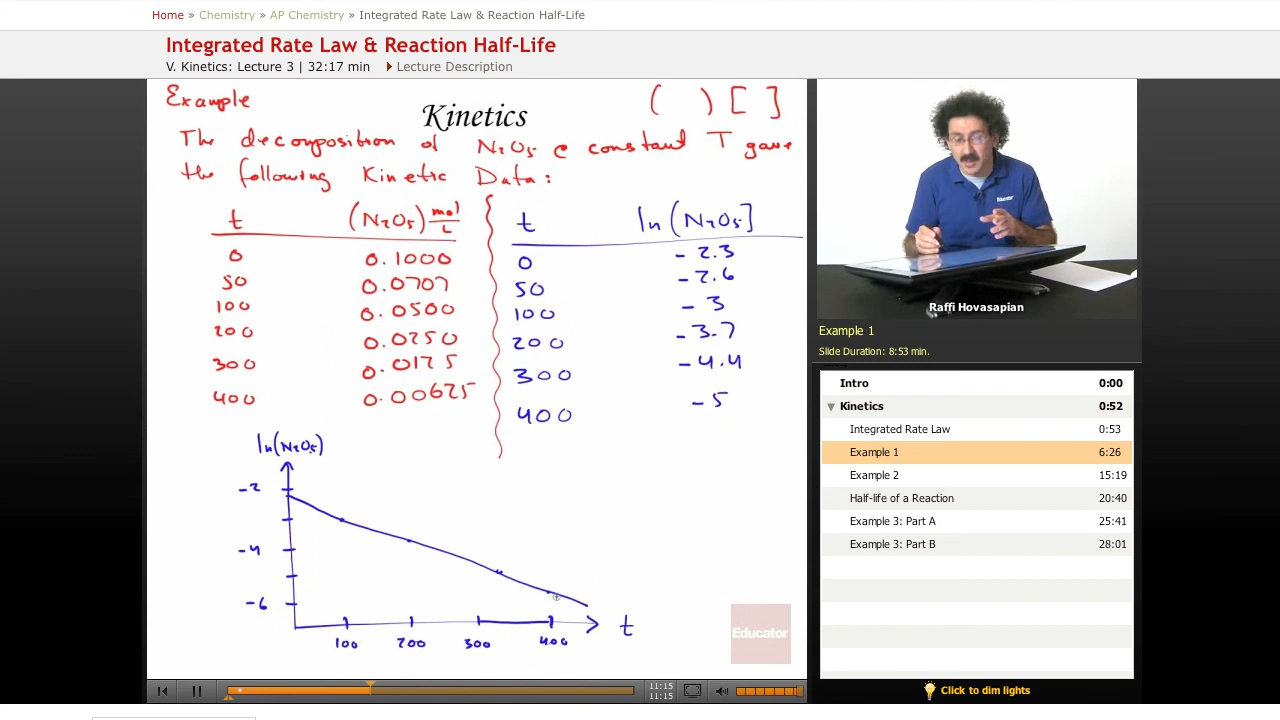 Home » Chemistry » AP Chemistry » Integrated Rate Law & Reaction Half-Life
Integrated Rate Law & Reaction Half-Life
V. Kinetics: Lecture 3 | 32:17 min Lecture Description
Example ( ) [ ]
Kinetics
The decomposition of N₂O₅ @ constant T gave
the following Kinetic Data:
t (N₂O₅) mol/L
0 0.1000
50 0.0707
100 0.0500
200 0.0250
300 0.0125
400 0.00625
t ln(N₂O₅]
0 -2.3
50 -2.6
100 -3
200 -3.7
300 -4.4
400 -5
ln(N₂O₅)
-2
-4
-6
100 200 300 400 t
Educator
Educator
Raffi Hovasapian
Example 1
Slide Duration: 8:53 min.
Intro 0:00
Kinetics 0:52
Integrated Rate Law 0:53
Example 1 6:26
Example 2 15:19
Half-life of a Reaction 20:40
Example 3: Part A 25:41
Example 3: Part B 28:01
11:15
11:15
Click to dim lights